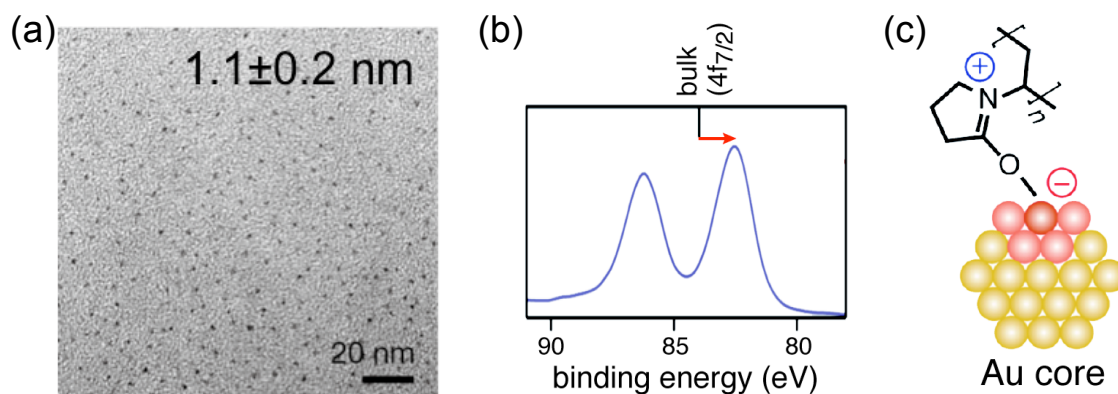 (a)
1.1±0.2 nm
20 nm
(b)
bulk
(4f7/2)
90
85
80
binding energy (eV)
(c)
+
N
n
O
−
Au core